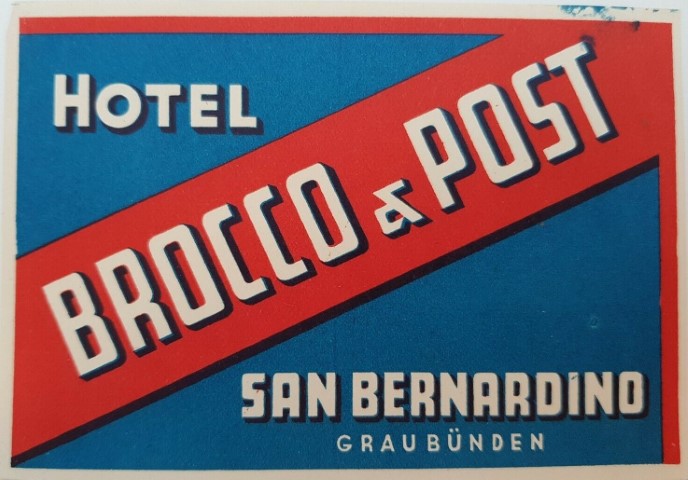 HOTEL
BROCCO & POST
SAN BERNARDINO
GRAUBÜNDEN